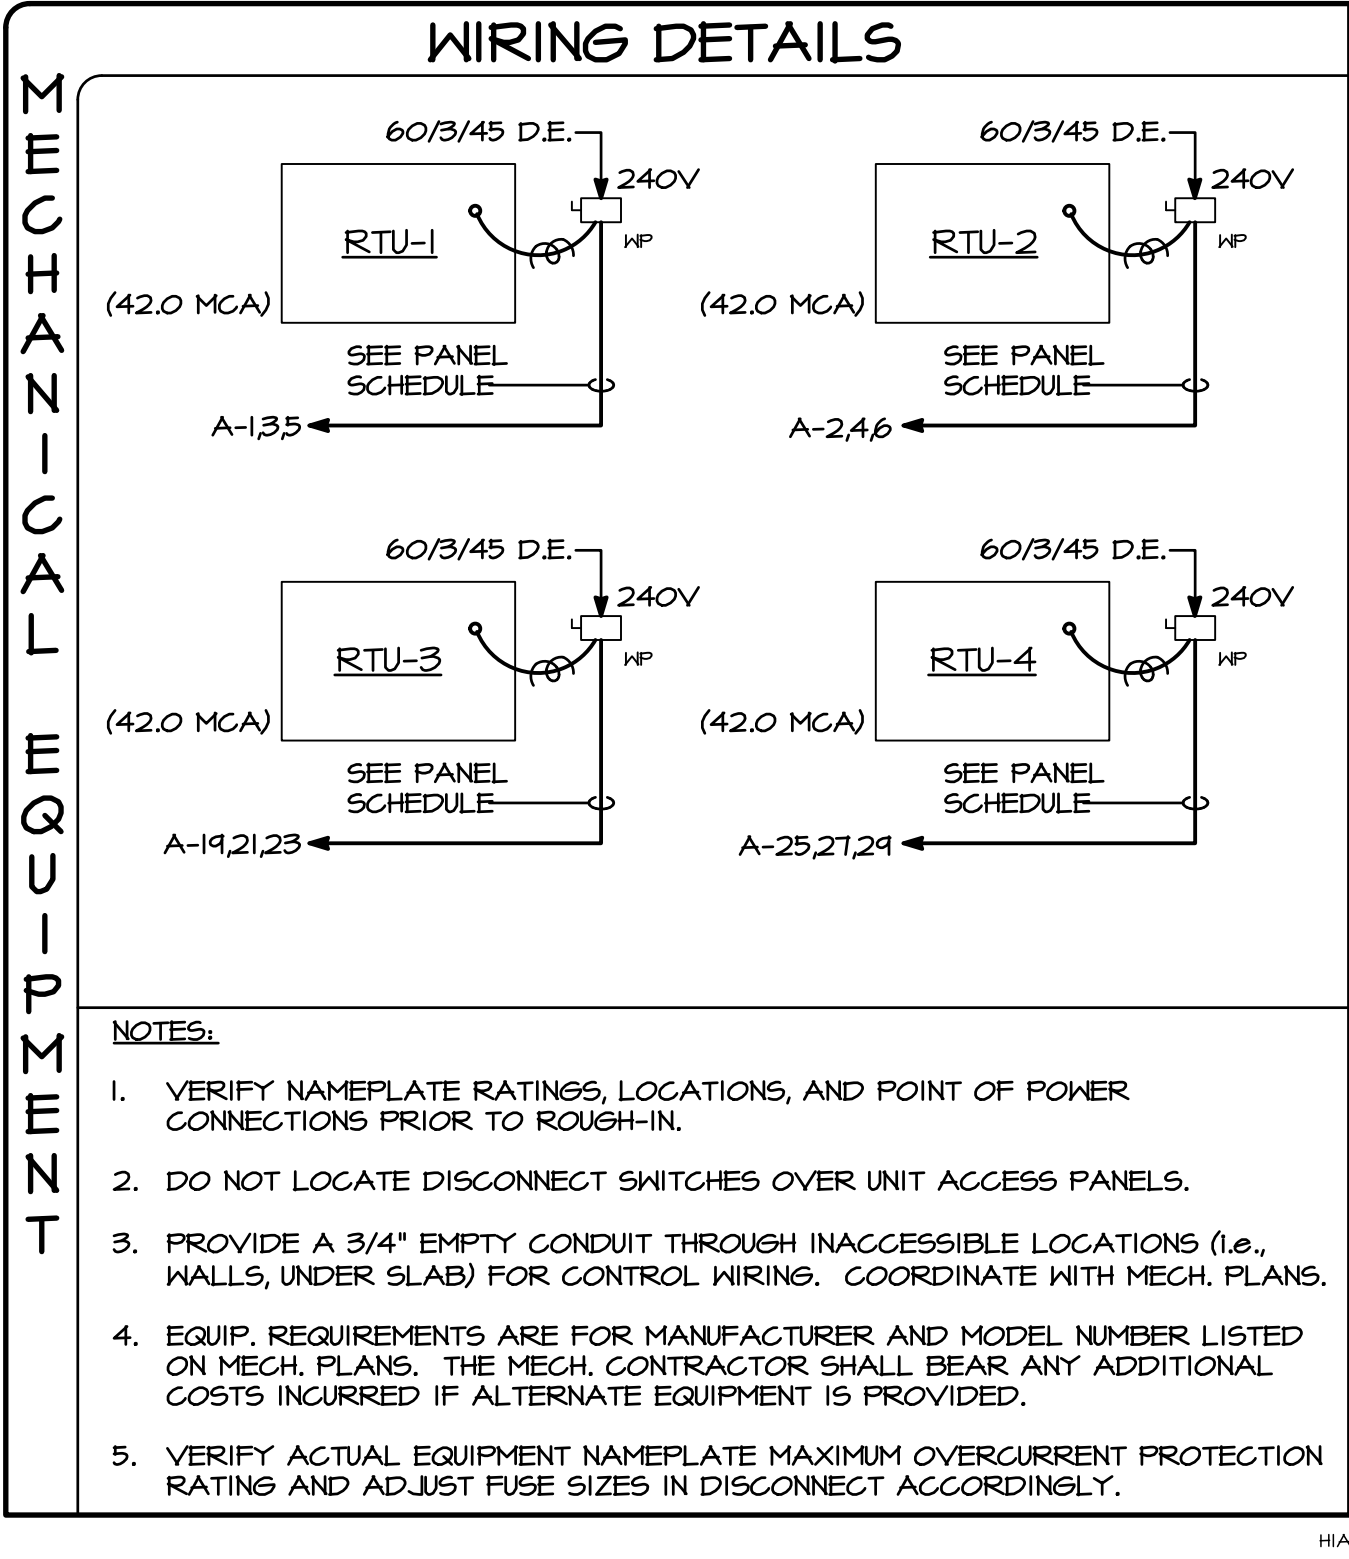 WIRING DETAILS
MECHANICAL EQUIPMENT
60/3/45 D.E.
240V
RTU-1
WP
(42.0 MCA)
SEE PANEL
SCHEDULE
A-1,3,5
60/3/45 D.E.
240V
RTU-2
WP
(42.0 MCA)
SEE PANEL
SCHEDULE
A-2,4,6
60/3/45 D.E.
240V
RTU-3
WP
(42.0 MCA)
SEE PANEL
SCHEDULE
A-19,21,23
60/3/45 D.E.
240V
RTU-4
WP
(42.0 MCA)
SEE PANEL
SCHEDULE
A-25,27,29
NOTES:
1. VERIFY NAMEPLATE RATINGS, LOCATIONS, AND POINT OF POWER
CONNECTIONS PRIOR TO ROUGH-IN.
2. DO NOT LOCATE DISCONNECT SWITCHES OVER UNIT ACCESS PANELS.
3. PROVIDE A 3/4" EMPTY CONDUIT THROUGH INACCESSIBLE LOCATIONS (i.e.,
WALLS, UNDER SLAB) FOR CONTROL WIRING. COORDINATE WITH MECH. PLANS.
4. EQUIP. REQUIREMENTS ARE FOR MANUFACTURER AND MODEL NUMBER LISTED
ON MECH. PLANS. THE MECH. CONTRACTOR SHALL BEAR ANY ADDITIONAL
COSTS INCURRED IF ALTERNATE EQUIPMENT IS PROVIDED.
5. VERIFY ACTUAL EQUIPMENT NAMEPLATE MAXIMUM OVERCURRENT PROTECTION
RATING AND ADJUST FUSE SIZES IN DISCONNECT ACCORDINGLY.
HIA